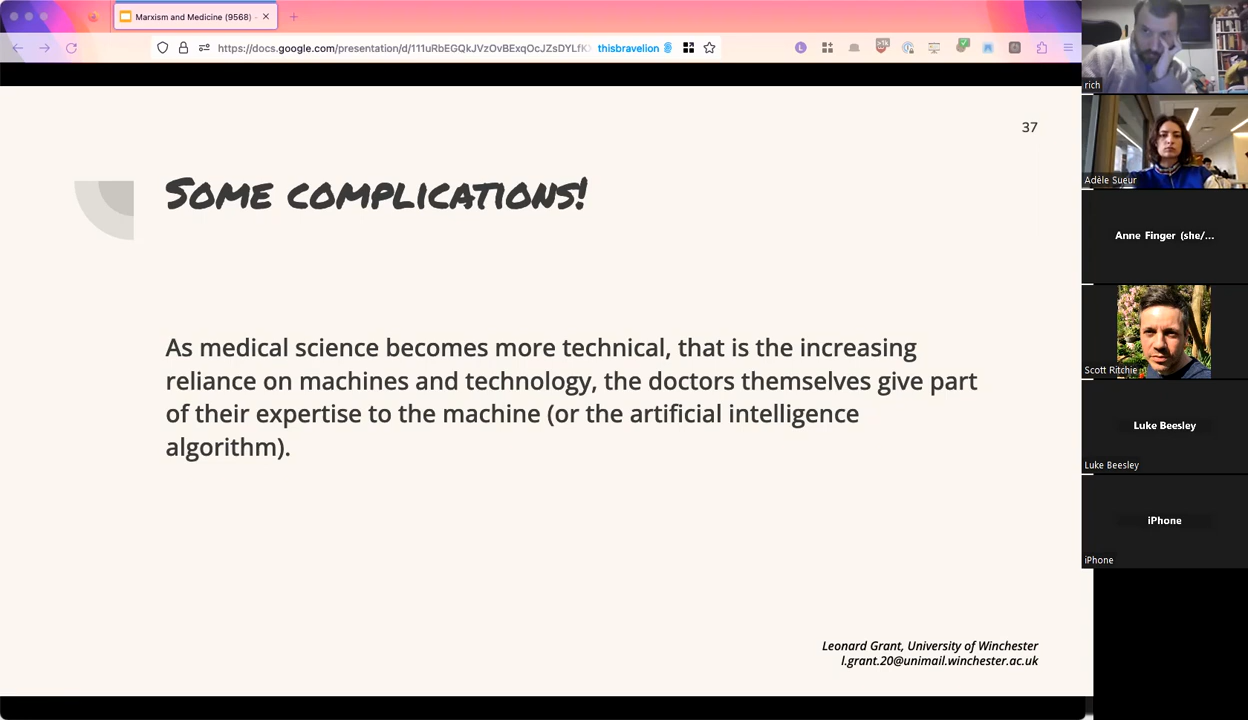 Marxism and Medicine (9568) -
https://docs.google.com/presentation/d/111uRbEGQkJVzOvBExqOcJZsDYLfK
thisbravelion
37
Some complications!
As medical science becomes more technical, that is the increasing
reliance on machines and technology, the doctors themselves give part
of their expertise to the machine (or the artificial intelligence
algorithm).
Leonard Grant, University of Winchester
l.grant.20@unimail.winchester.ac.uk
rich
Adèle Sueur
Anne Finger (she/...
Scott Ritchie
Luke Beesley
Luke Beesley
iPhone
iPhone